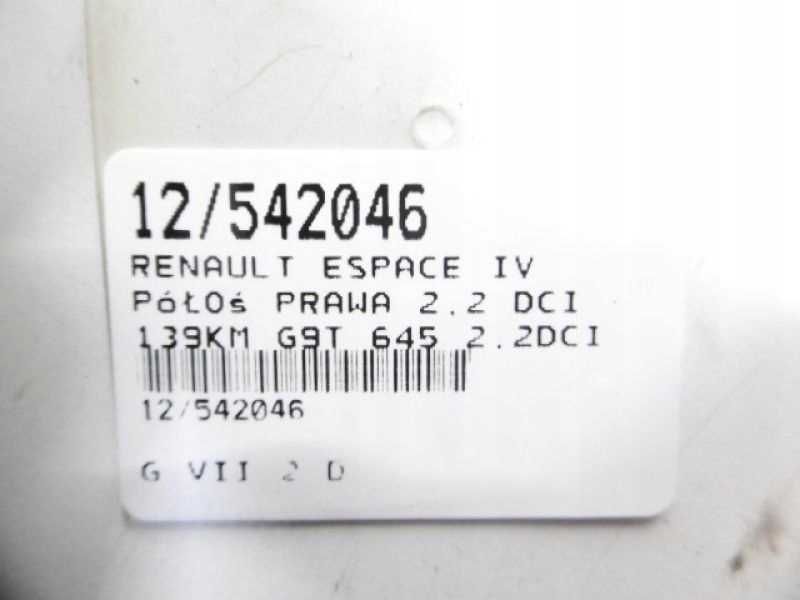 12/542046
RENAULT ESPACE IV
PółOś PRAWA 2.2 DCI
139KM G9T 645 2.2DCI
12/542046
G VII 2 D